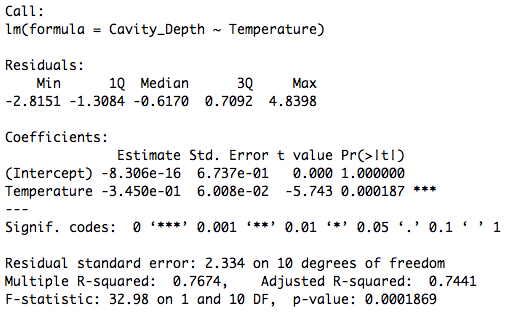 Call:
lm(formula = Cavity_Depth ~ Temperature)
Residuals:
Min 1Q Median 3Q Max
-2.8151 -1.3084 -0.6170 0.7092 4.8398
Coefficients:
Estimate Std. Error t value Pr(>|t|)
(Intercept) -8.306e-16 6.737e-01 0.000 1.000000
Temperature -3.450e-01 6.008e-02 -5.743 0.000187 ***
---
Signif. codes: 0 ‘***’ 0.001 ‘**’ 0.01 ‘*’ 0.05 ‘.’ 0.1 ‘ ’ 1
Residual standard error: 2.334 on 10 degrees of freedom
Multiple R-squared: 0.7674, Adjusted R-squared: 0.7441
F-statistic: 32.98 on 1 and 10 DF, p-value: 0.0001869